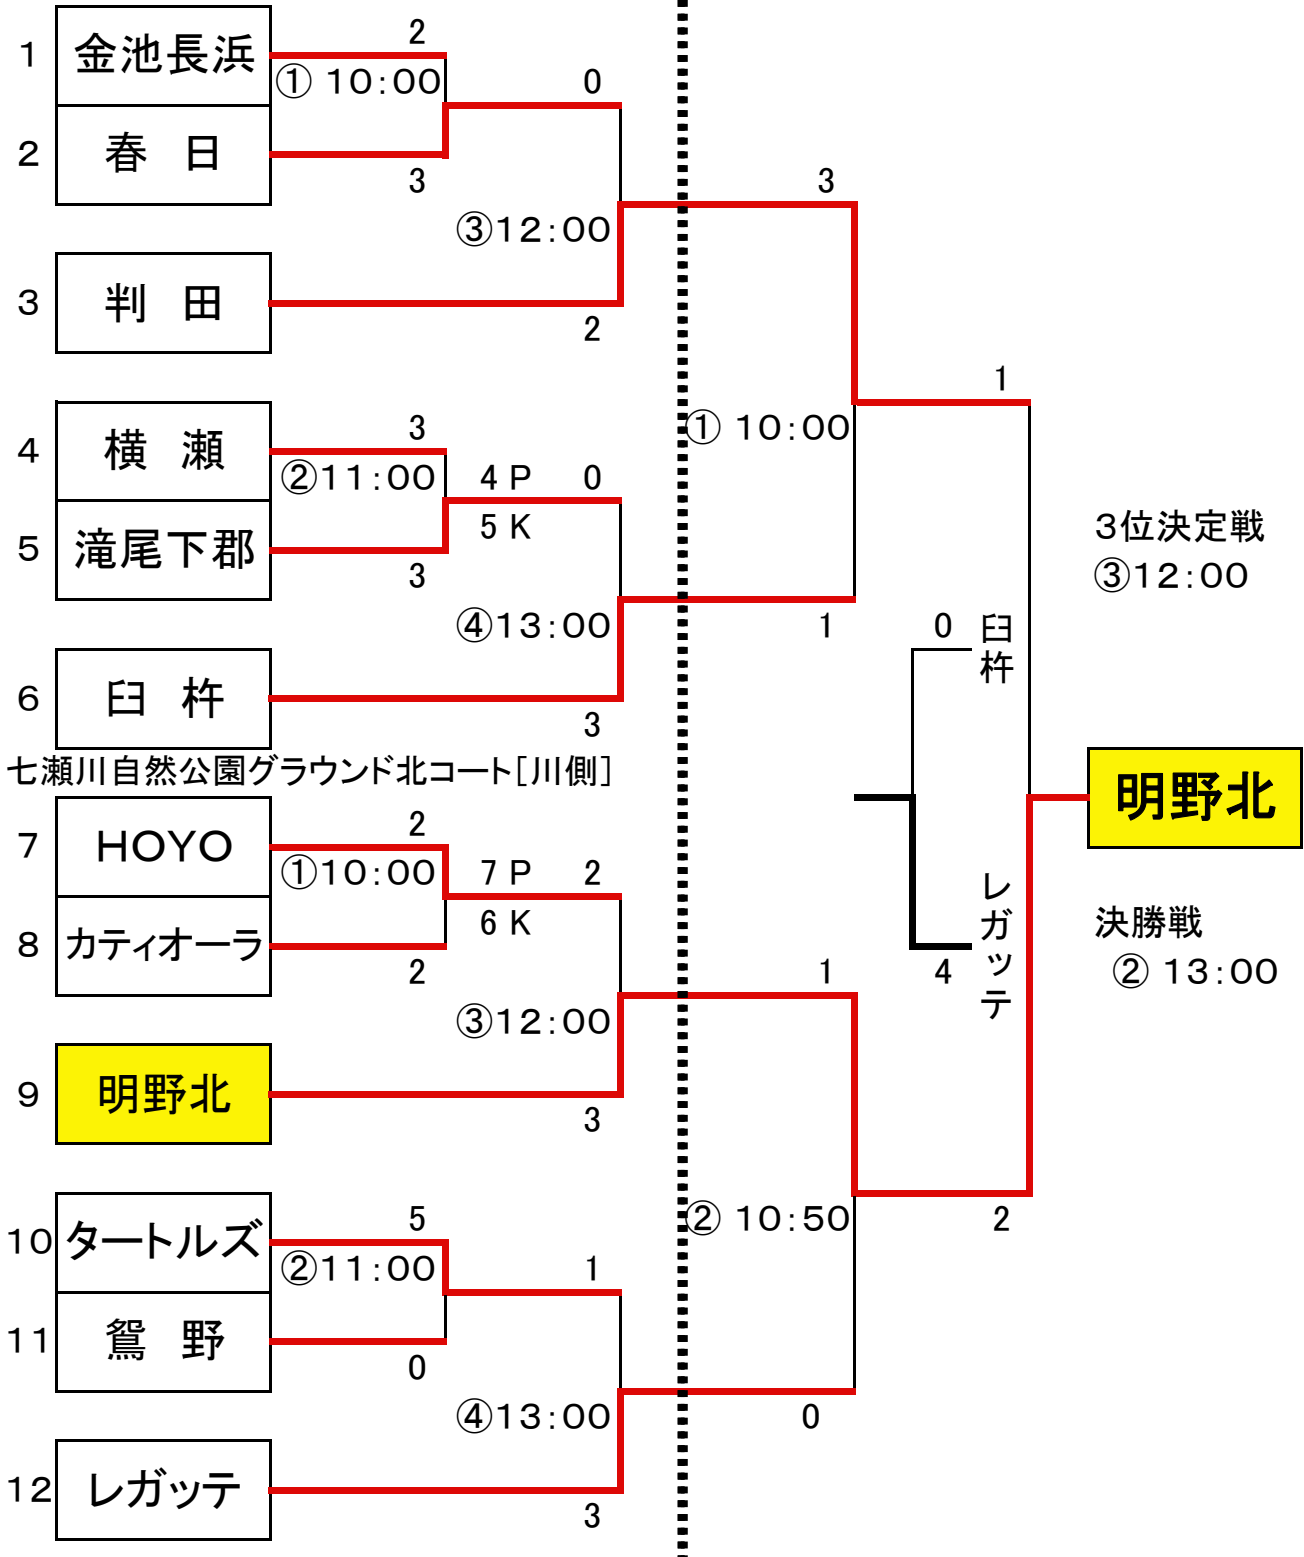 1 金池長浜 2
① 10:00 0
2 春 日 3
3
③12:00
3 判 田 2
4 横 瀬 3
② 11:00 4 P 0
5 K
5 滝尾下郡 3
① 10:00
1
3位決定戦
③12:00
④13:00 1
0 臼杵
6 臼 杵 3
七瀬川自然公園グラウンド北コート[川側]
明野北
7 HOYO 2
①10:00 7 P 2
6 K
8 カティオーラ 2
レガッテ
4
決勝戦
② 13:00
1
③12:00
9 明野北 3
10 タートルズ 5
②11:00 1
② 10:50 2
11 鴛 野 0
④13:00 0
12 レガッテ 3